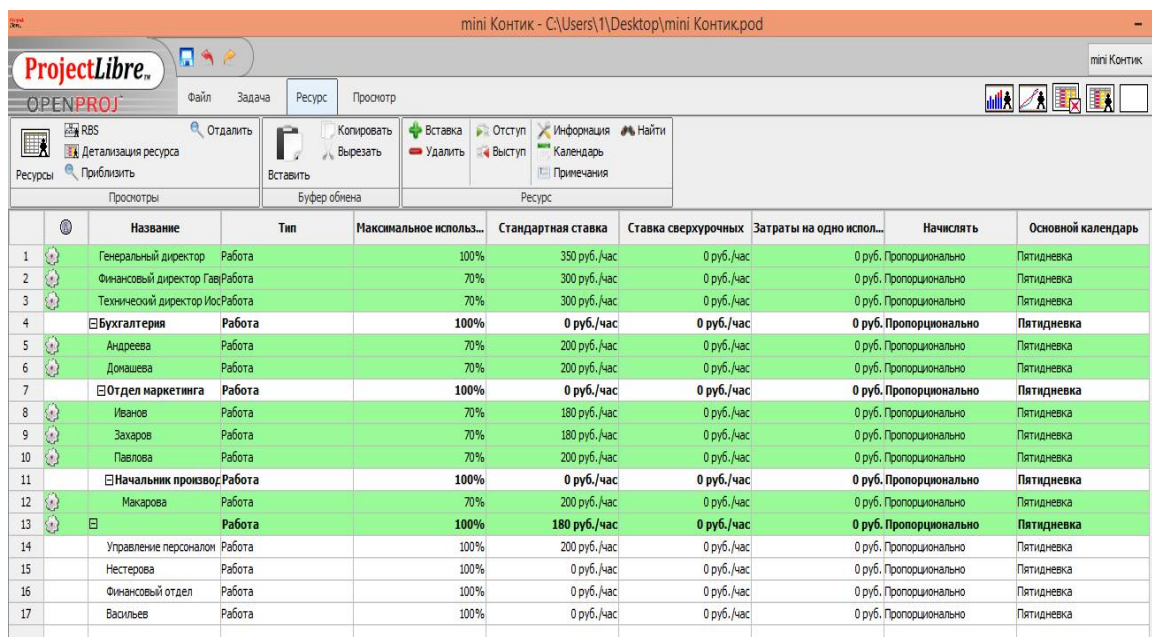 mini Контик - C:\Users\1\Desktop\mini Контик.pod
ProjectLibre™
OPENPROJ
mini Контик
Файл Задача Ресурс Просмотр
RBS Отдалить Копировать Вставка Отступ Информация Найти
Детализация ресурса Вырезать Удалить Выступ Календарь
Ресурсы Приблизить Вставить Примечания
Просмотры Буфер обмена Ресурс
Название Тип Максимальное использ... Стандартная ставка Ставка сверхурочных Затраты на одно испол... Начислять Основной календарь
1 Генеральный директор Работа 100% 350 руб./час 0 руб./час 0 руб. Пропорционально Пятидневка
2 Финансовый директор Гав Работа 70% 300 руб./час 0 руб./час 0 руб. Пропорционально Пятидневка
3 Технический директор Иос Работа 70% 300 руб./час 0 руб./час 0 руб. Пропорционально Пятидневка
4 Бухгалтерия Работа 100% 0 руб./час 0 руб./час 0 руб. Пропорционально Пятидневка
5 Андреева Работа 70% 200 руб./час 0 руб./час 0 руб. Пропорционально Пятидневка
6 Домашева Работа 70% 200 руб./час 0 руб./час 0 руб. Пропорционально Пятидневка
7 Отдел маркетинга Работа 100% 0 руб./час 0 руб./час 0 руб. Пропорционально Пятидневка
8 Иванов Работа 70% 180 руб./час 0 руб./час 0 руб. Пропорционально Пятидневка
9 Захаров Работа 70% 180 руб./час 0 руб./час 0 руб. Пропорционально Пятидневка
10 Павлова Работа 70% 200 руб./час 0 руб./час 0 руб. Пропорционально Пятидневка
11 Начальник производ Работа 100% 0 руб./час 0 руб./час 0 руб. Пропорционально Пятидневка
12 Макарова Работа 70% 200 руб./час 0 руб./час 0 руб. Пропорционально Пятидневка
13 Работа 100% 180 руб./час 0 руб./час 0 руб. Пропорционально Пятидневка
14 Управление персоналом Работа 100% 200 руб./час 0 руб./час 0 руб. Пропорционально Пятидневка
15 Нестерова Работа 100% 0 руб./час 0 руб./час 0 руб. Пропорционально Пятидневка
16 Финансовый отдел Работа 100% 0 руб./час 0 руб./час 0 руб. Пропорционально Пятидневка
17 Васильев Работа 100% 0 руб./час 0 руб./час 0 руб. Пропорционально Пятидневка